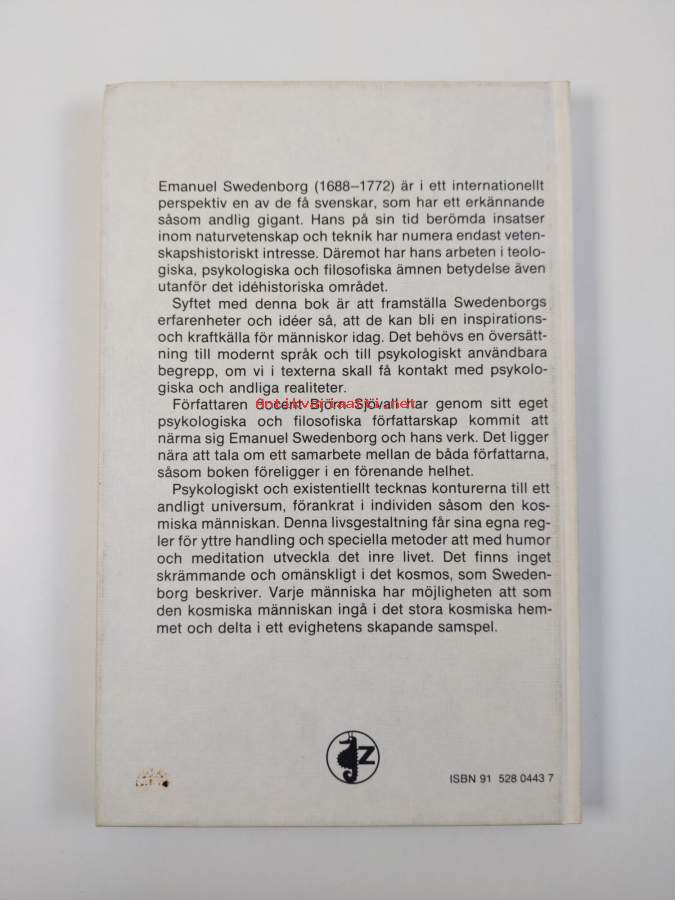 Emanuel Swedenborg (1688–1772) är i ett internationellt
perspektiv en av de få svenskar, som har ett erkännande
såsom andlig gigant. Hans på sin tid berömda insatser
inom naturvetenskap och teknik har numera endast veten-
skapshistoriskt intresse. Däremot har hans arbeten i teolo-
giska, psykologiska och filosofiska ämnen betydelse även
utanför det idéhistoriska området.
Syftet med denna bok är att framställa Swedenborgs
erfarenheter och idéer så, att de kan bli en inspirations-
och kraftkälla för människor idag. Det behövs en översätt-
ning till modernt språk och till psykologiskt användbara
begrepp, om vi i texterna skall få kontakt med psykolo-
giska och andliga realiteter.
Författaren docent Björn Sjövall har genom sitt eget
psykologiska och filosofiska författarskap kommit att
närma sig Emanuel Swedenborg och hans verk. Det ligger
nära att tala om ett samarbete mellan de båda författarna,
såsom boken föreligger i en förenande helhet.
Psykologiskt och existentiellt tecknas konturerna till ett
andligt universum, förankrat i individen såsom den kos-
miska människan. Denna livsgestaltning får sina egna reg-
ler för yttre handling och speciella metoder att med humor
och meditation utveckla det inre livet. Det finns inget
skrämmande och omänskligt i det kosmos, som Sweden-
borg beskriver. Varje människa har möjligheten att som
den kosmiska människan ingå i det stora kosmiska hem-
met och delta i ett evighetens skapande samspel.
Z
ISBN 91 528 0443 7